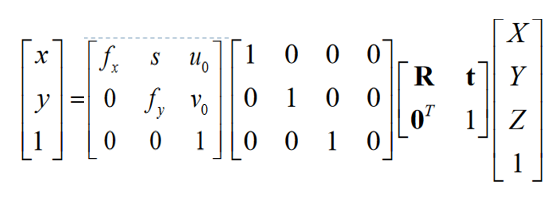 [x y 1]ᵀ = [f_x s u_0; 0 f_y v_0; 0 0 1] [1 0 0 0; 0 1 0 0; 0 0 1 0] [R t; 0^T 1] [X Y Z 1]ᵀ